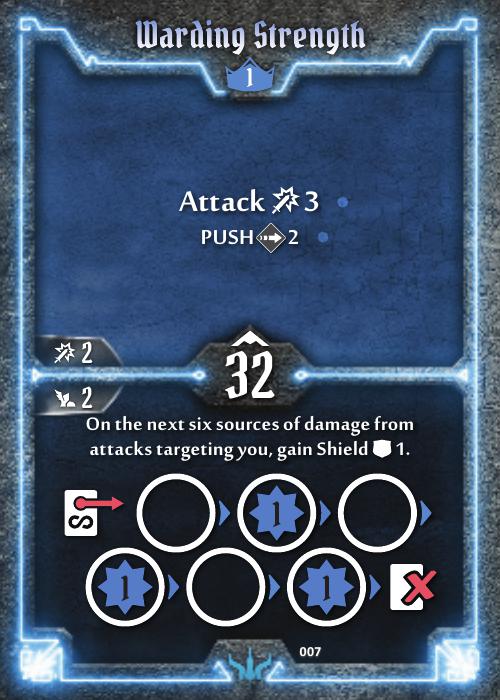 Warding Strength
1
Attack 3
PUSH 2
2
32
2
On the next six sources of damage from
attacks targeting you, gain Shield 1.
S
1
1
1
007